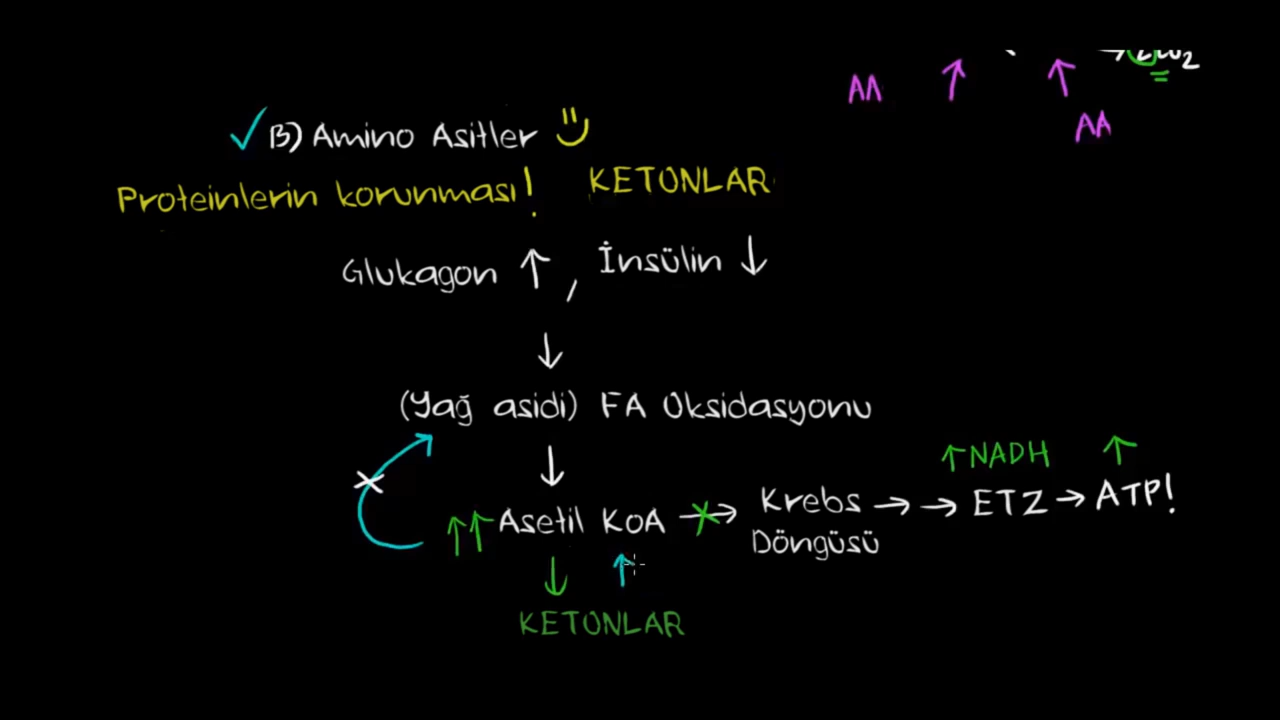 AA
AA
✓ B) Amino Asitler
Proteinlerin korunması! KETONLAR
Glukagon ↑, İnsülin ↓
↓
(Yağ asidi) FA Oksidasyonu
↓
↑NADH ↑
↑↑ Asetil KoA → Krebs → → ETZ → ATP!
Döngüsü
↓ ↑
KETONLAR